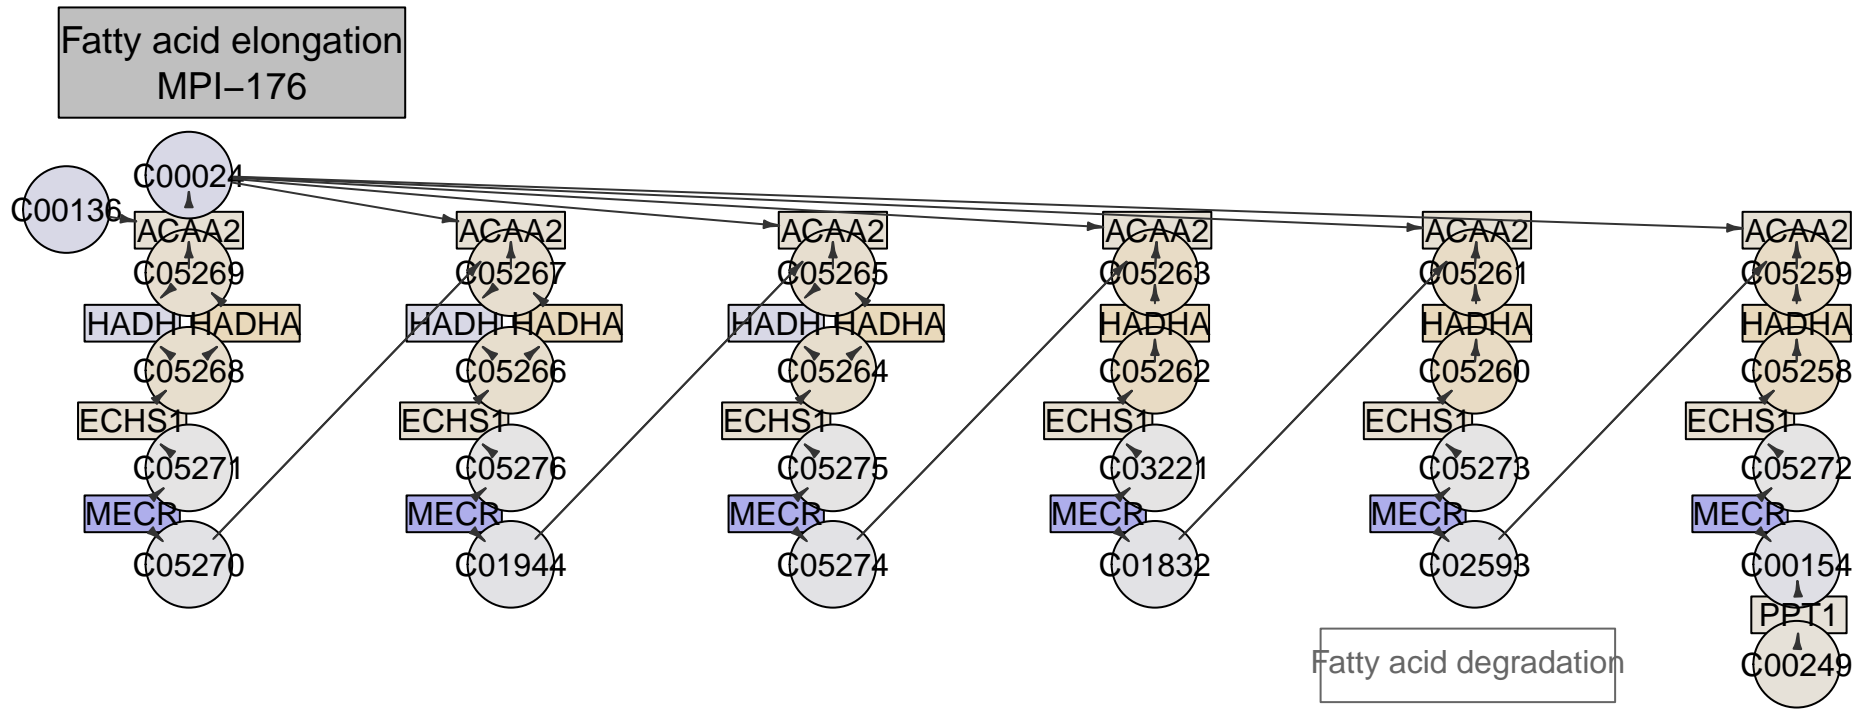 Fatty acid elongation
MPI−176
C00024
C00136
ACAA2 ACAA2 ACAA2 ACAA2 ACAA2 ACAA2
C05269 C05267 C05265 C05263 C05261 C05259
HADH HADHA HADH HADHA HADH HADHA HADHA HADHA HADHA
C05268 C05266 C05264 C05262 C05260 C05258
ECHS1 ECHS1 ECHS1 ECHS1 ECHS1 ECHS1
C05271 C05276 C05275 C03221 C05273 C05272
MECR MECR MECR MECR MECR MECR
C05270 C01944 C05274 C01832 C02593 C00154
PPT1
Fatty acid degradation C00249